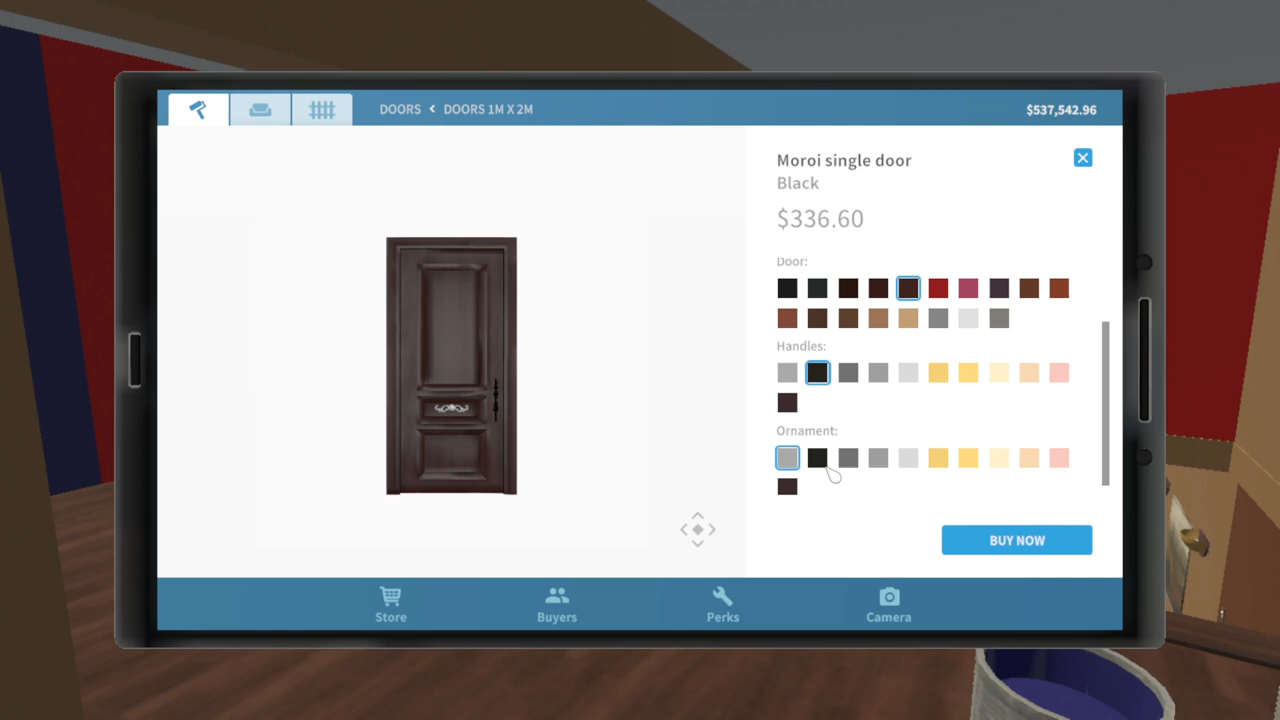 DOORS < DOORS 1M X 2M
$537,542.96
Moroi single door
Black
$336.60
Door:
Handles:
Ornament:
BUY NOW
Store
Buyers
Perks
Camera